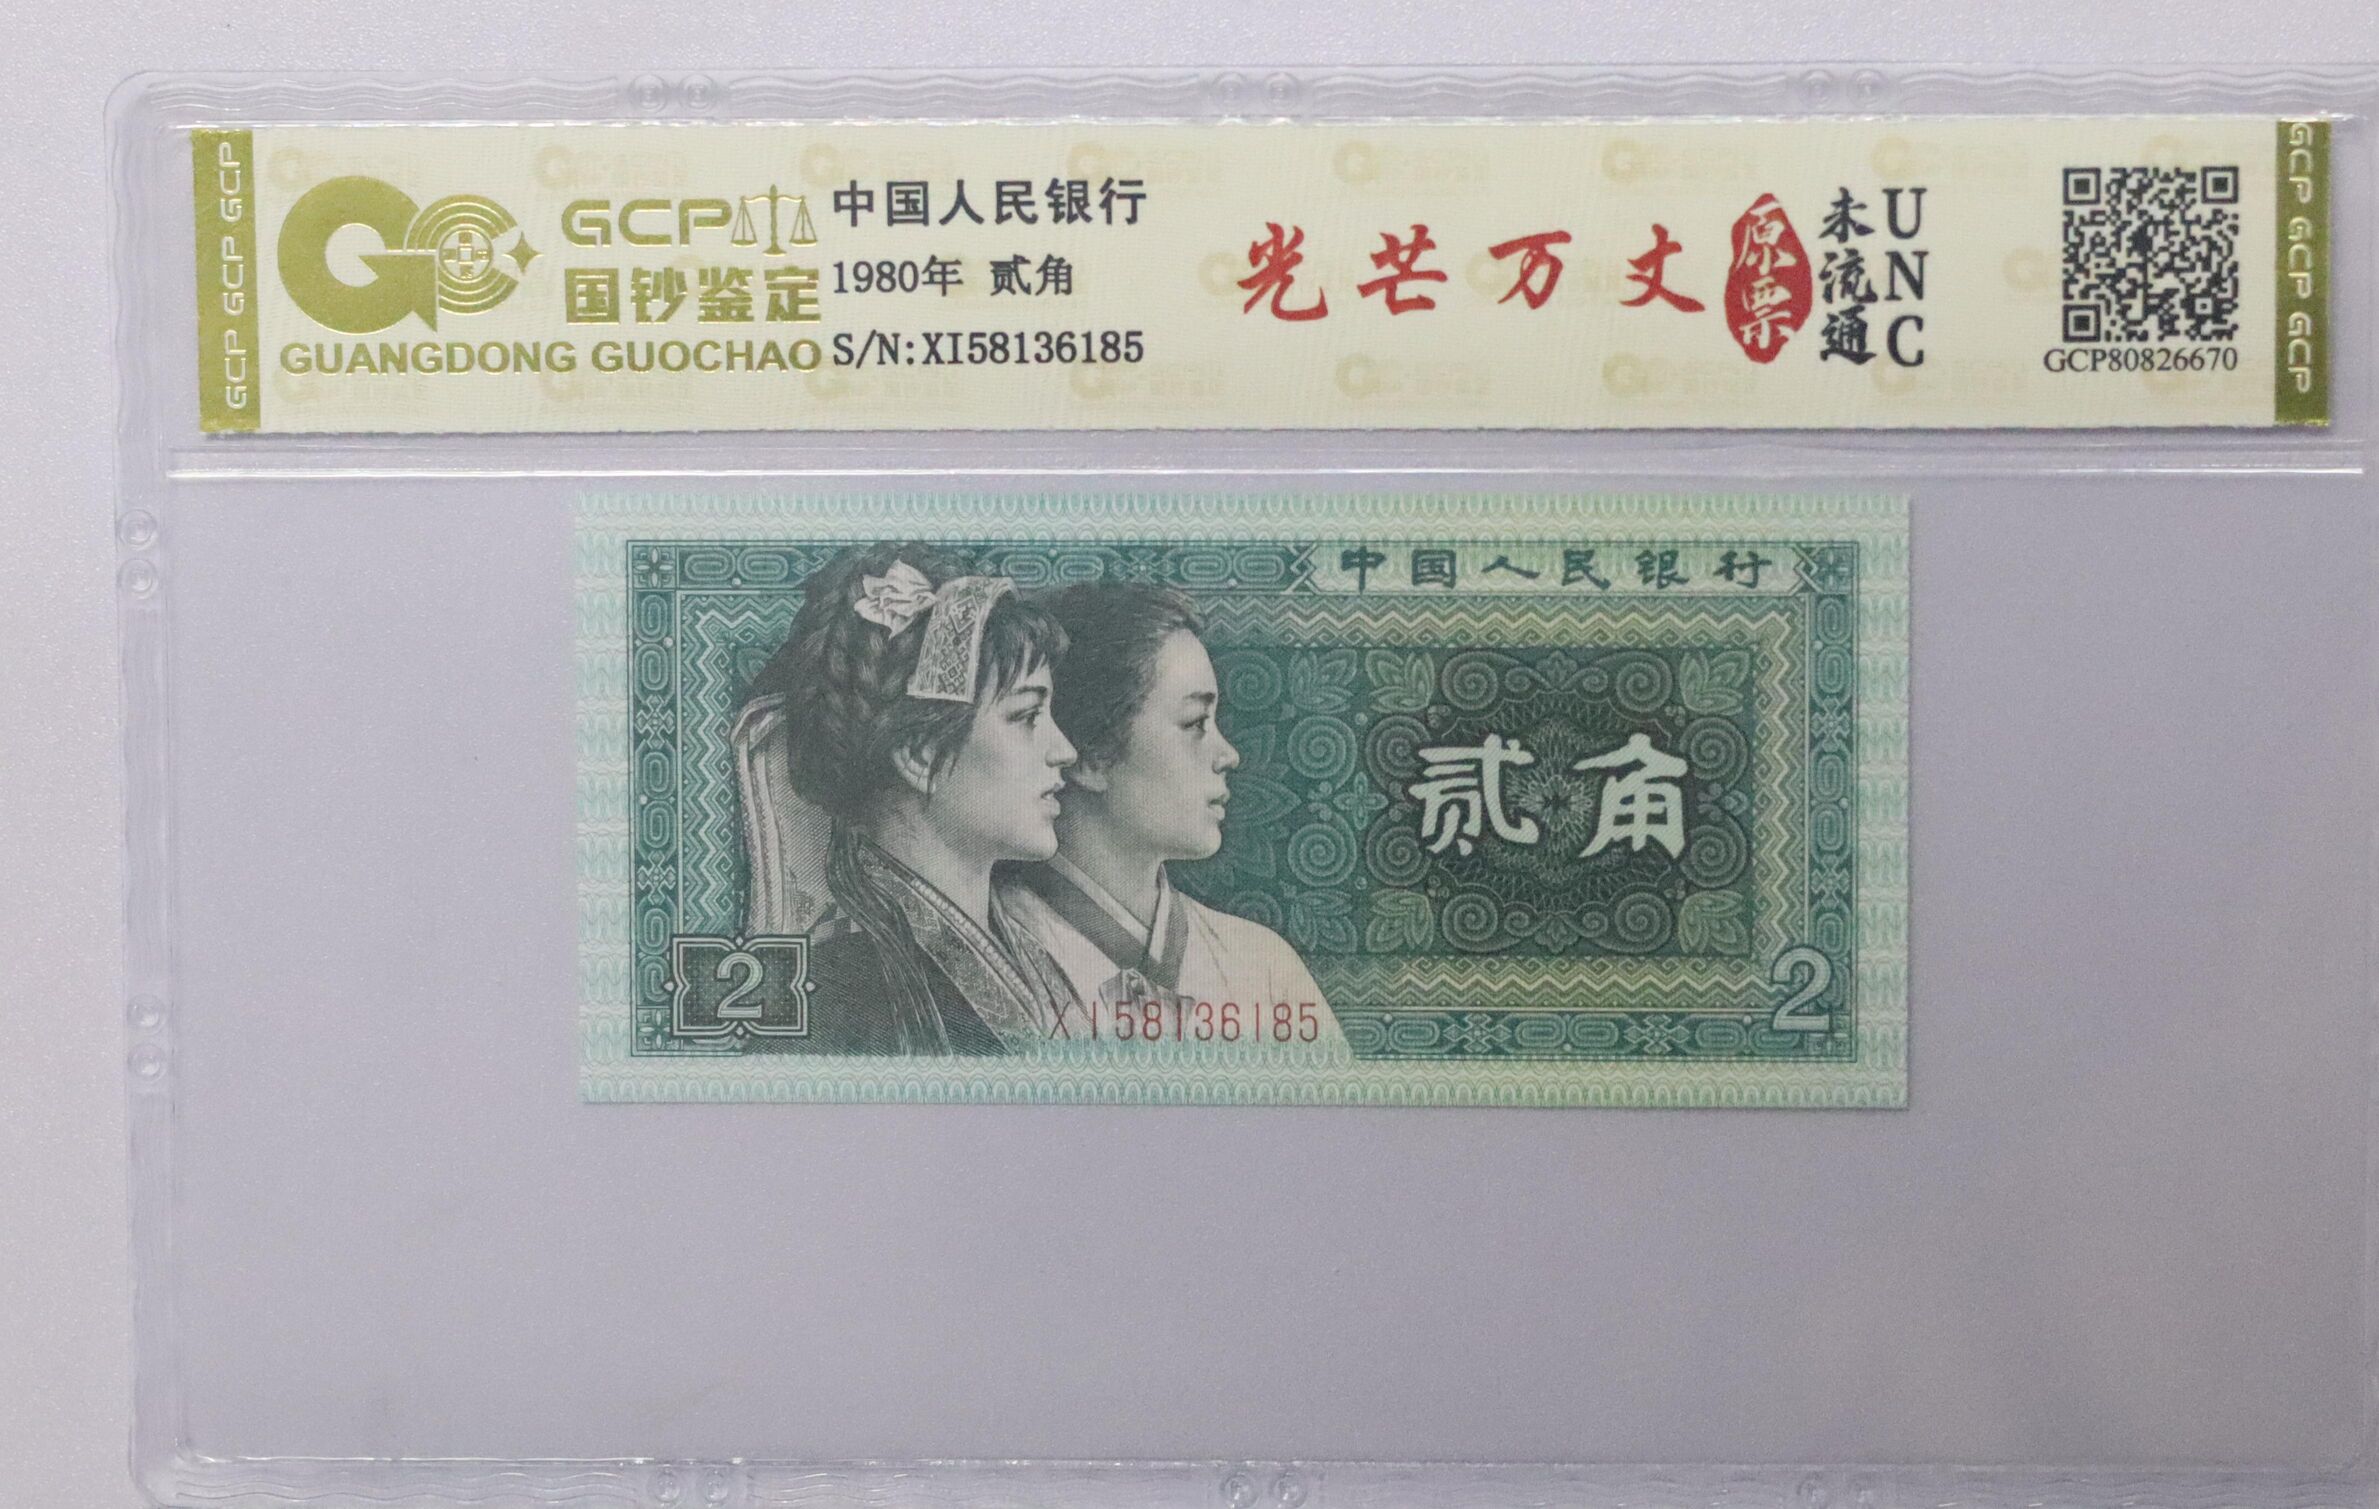 GCP GCP GCP
GCP
国钞鉴定
GUANGDONG GUOCHAO
中国人民银行
1980年 贰角
S/N:XI58136185
光芒万丈
原票
未流通
UNC
GCP80826670
GCP GCP GCP
中国人民银行
贰角
2
XI58136185
2